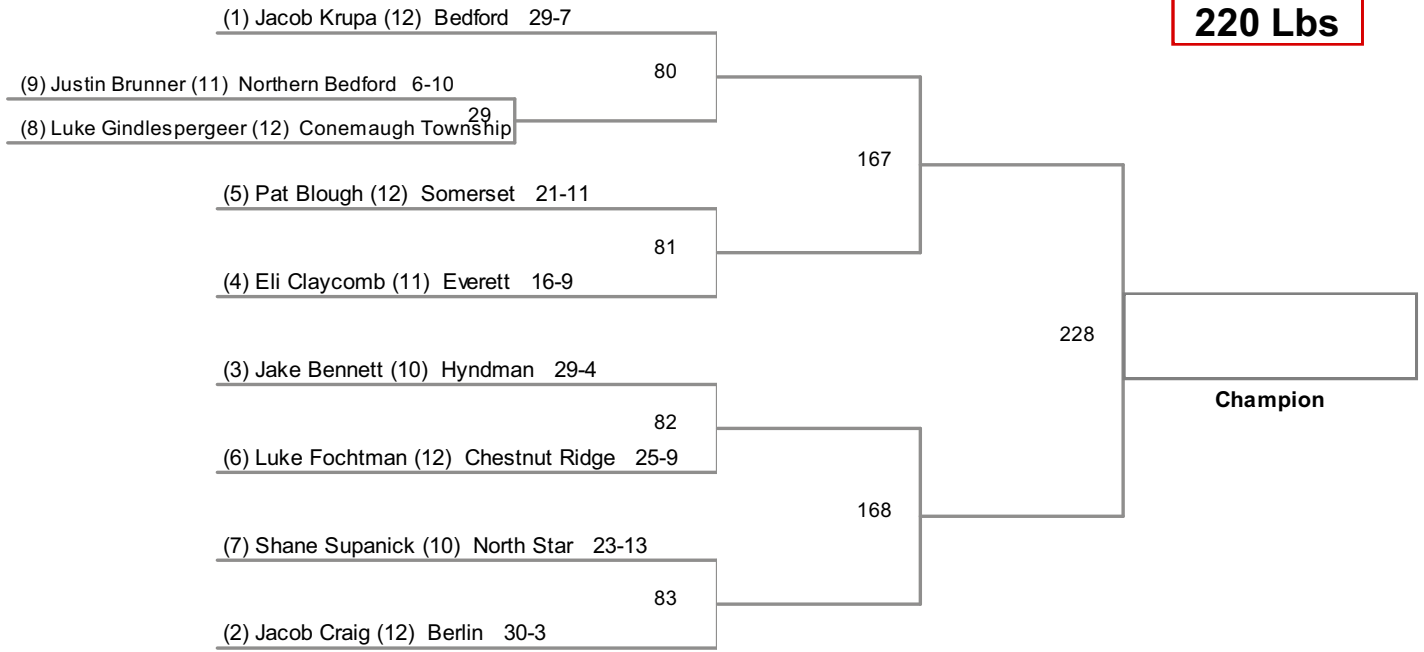 220 Lbs
(1) Jacob Krupa (12) Bedford 29-7
80
(9) Justin Brunner (11) Northern Bedford 6-10
29
(8) Luke Gindlespergeer (12) Conemaugh Township
167
(5) Pat Blough (12) Somerset 21-11
81
(4) Eli Claycomb (11) Everett 16-9
228
(3) Jake Bennett (10) Hyndman 29-4
Champion
82
(6) Luke Fochtman (12) Chestnut Ridge 25-9
168
(7) Shane Supanick (10) North Star 23-13
83
(2) Jacob Craig (12) Berlin 30-3